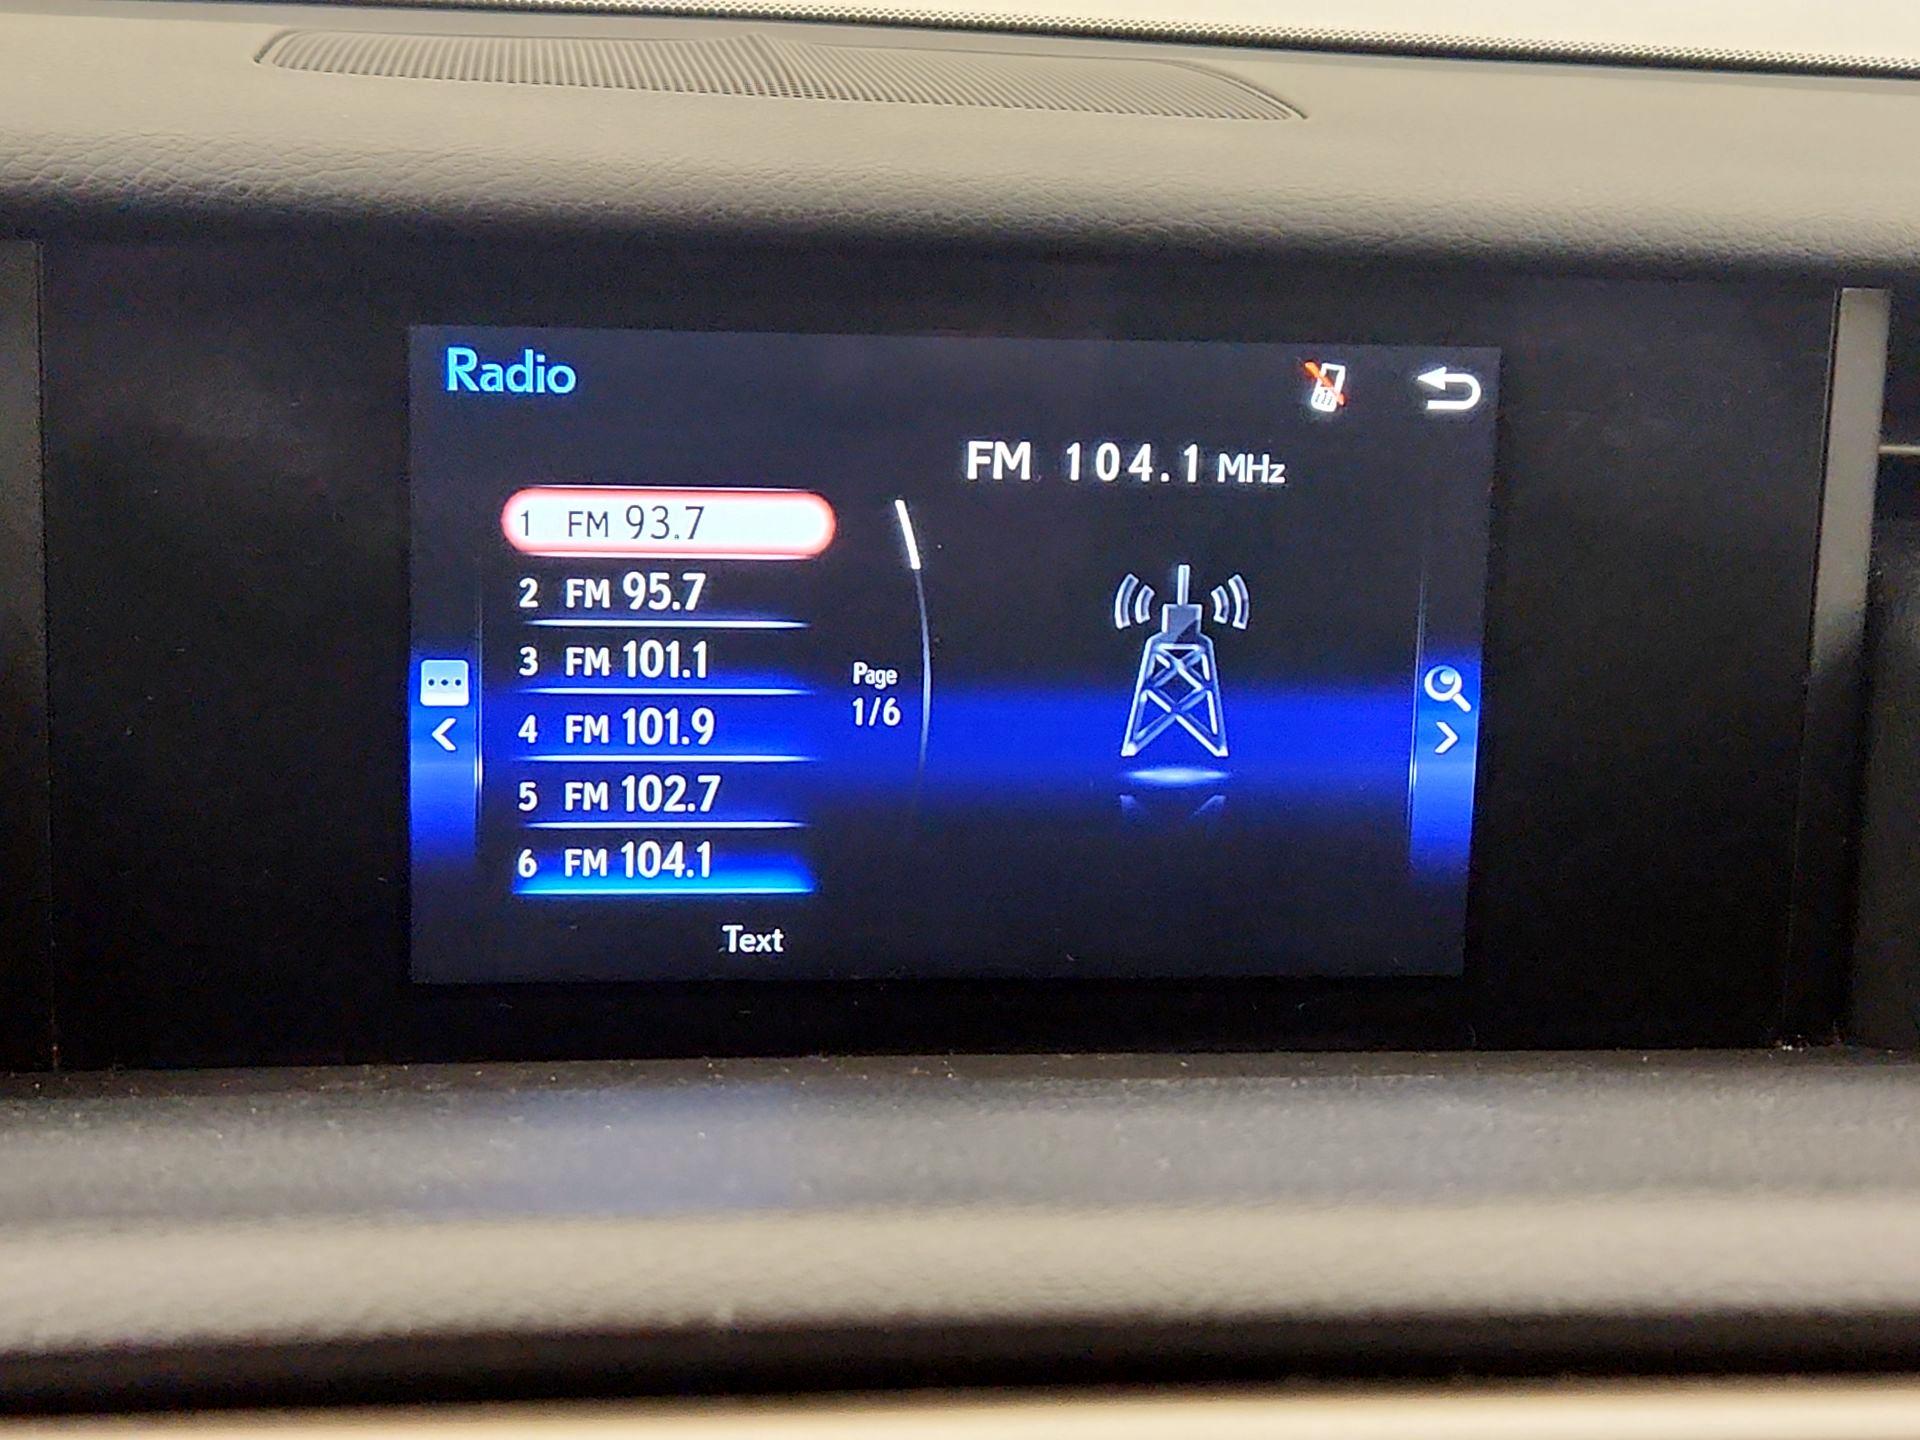 Radio
FM 104.1 MHz
1 FM 93.7
2 FM 95.7
3 FM 101.1
4 FM 101.9
5 FM 102.7
6 FM 104.1
Page
1/6
Text